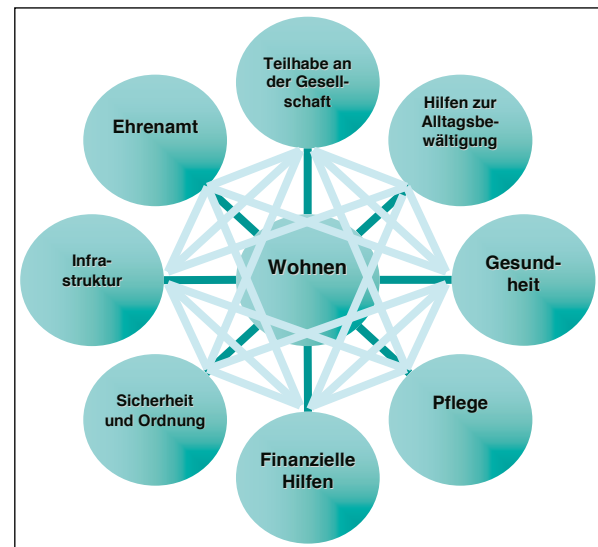 Teilhabe an
der Gesell-
schaft
Hilfen zur
Alltagsbe-
wältigung
Ehrenamt
Wohnen
Infra-
struktur
Gesund-
heit
Sicherheit
und Ordnung
Pflege
Finanzielle
Hilfen